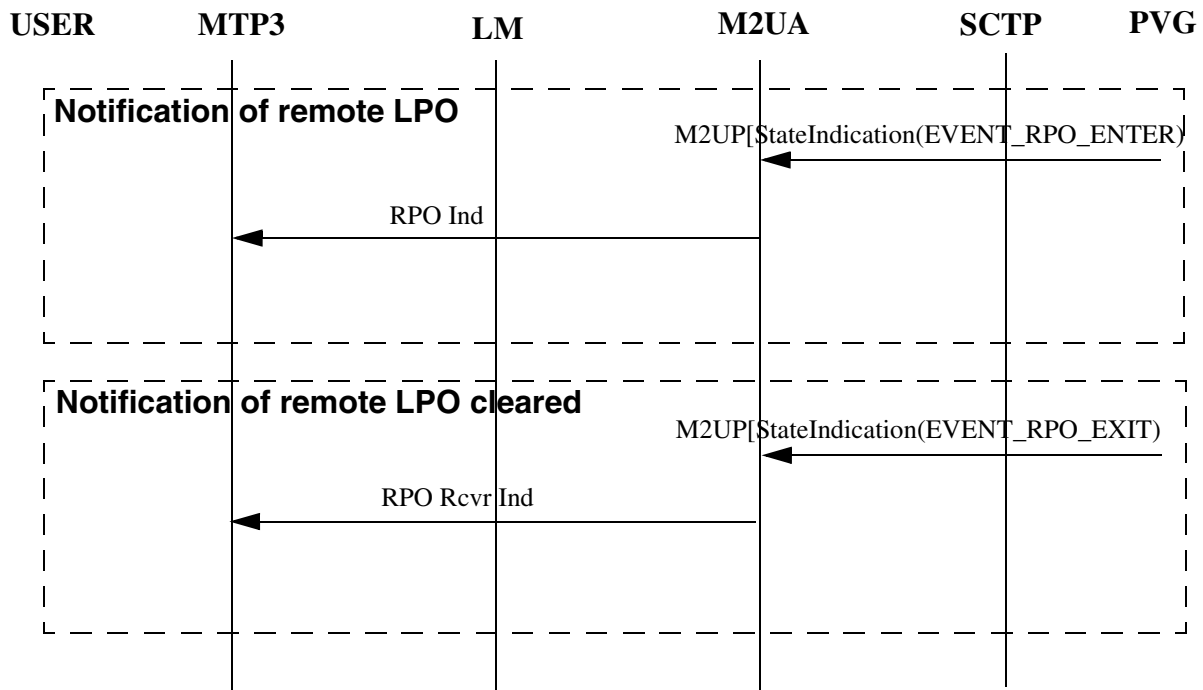 USER MTP3 LM M2UA SCTP PVG
Notification of remote LPO
M2UP[StateIndication(EVENT_RPO_ENTER)
RPO Ind
Notification of remote LPO cleared
M2UP[StateIndication(EVENT_RPO_EXIT)
RPO Rcvr Ind